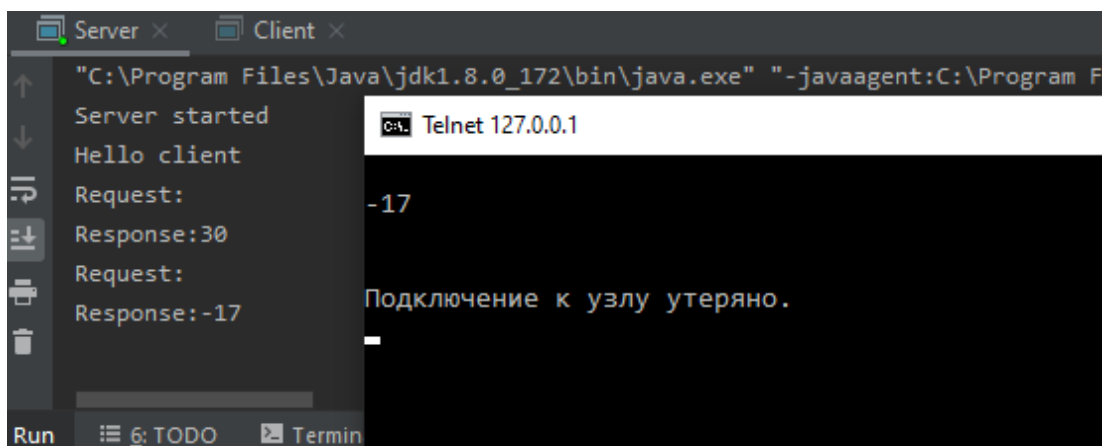 Server
Client
"C:\Program Files\Java\jdk1.8.0_172\bin\java.exe" "-javaagent:C:\Program F
Server started
Hello client
Request:
Response:30
Request:
Response:-17
C:\.
Telnet 127.0.0.1
-17
Подключение к узлу утеряно.
Run
6: TODO
Termin